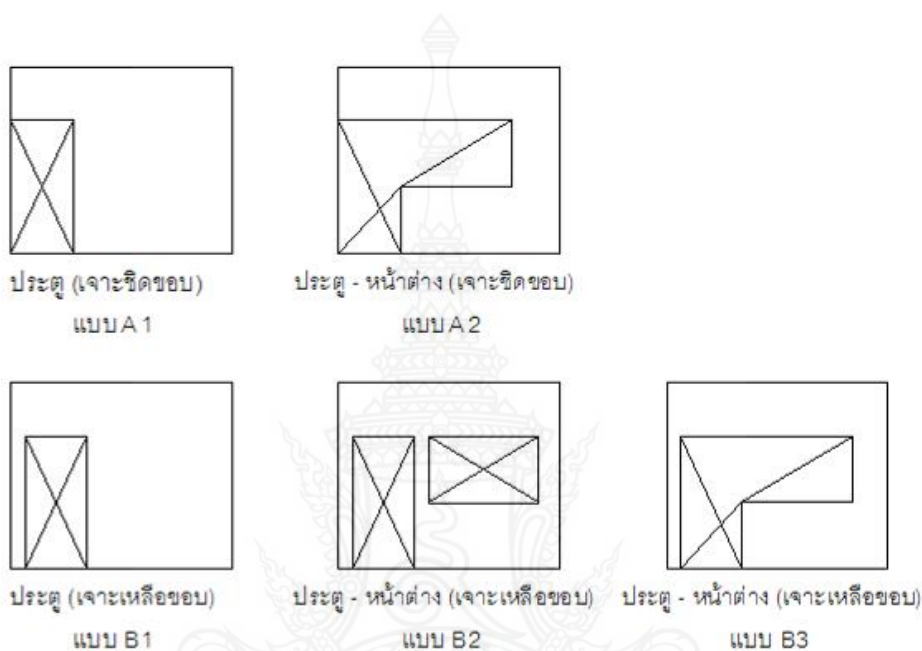 ประตู (เจาะชิดขอบ)
แบบ A 1
ประตู - หน้าต่าง (เจาะชิดขอบ)
แบบ A 2
ประตู (เจาะเหลือขอบ)
แบบ B1
ประตู - หน้าต่าง (เจาะเหลือขอบ)
แบบ B2
ประตู - หน้าต่าง (เจาะเหลือขอบ)
แบบ B3